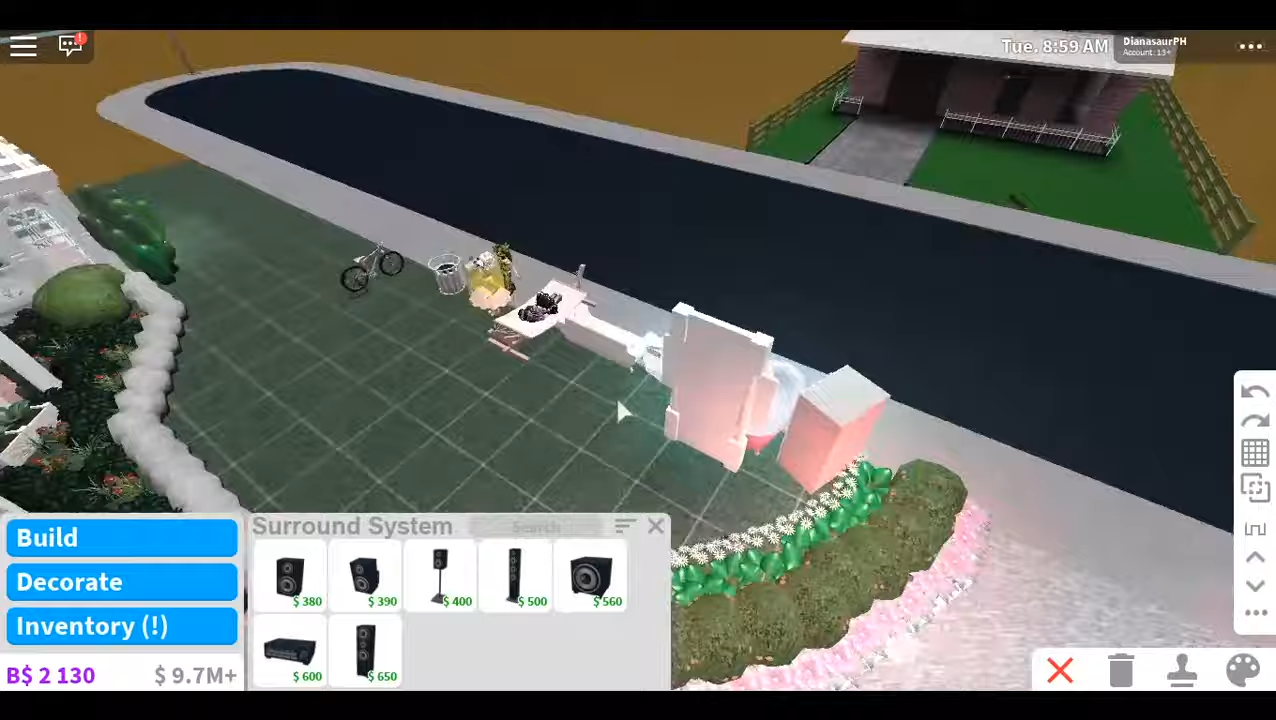 Tue. 8:59 AM
DianasaurPH
Account: 13+
Surround System
Search
$ 380
$ 390
$ 400
$ 500
$ 560
$ 600
$ 650
Build
Decorate
Inventory (!)
B$ 2 130
$ 9.7M+